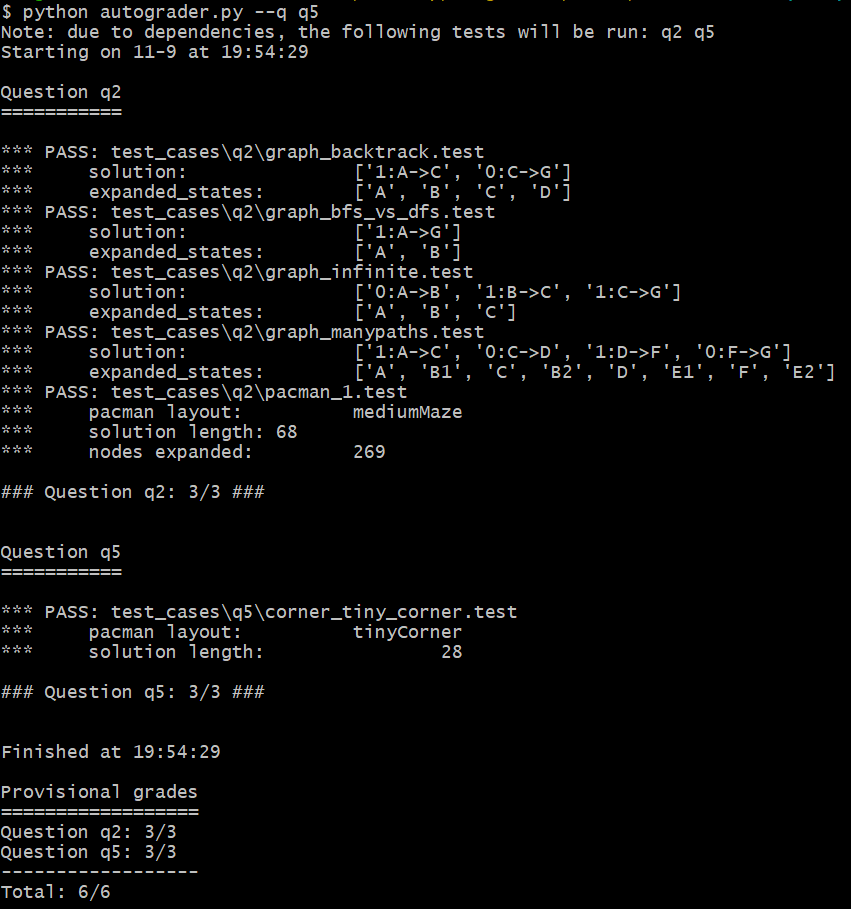 $ python autograder.py --q q5
Note: due to dependencies, the following tests will be run: q2 q5
Starting on 11-9 at 19:54:29

Question q2
===========

*** PASS: test_cases\q2\graph_backtrack.test
***     solution:               ['1:A->C', '0:C->G']
***     expanded_states:        ['A', 'B', 'C', 'D']
*** PASS: test_cases\q2\graph_bfs_vs_dfs.test
***     solution:               ['1:A->G']
***     expanded_states:        ['A', 'B']
*** PASS: test_cases\q2\graph_infinite.test
***     solution:               ['0:A->B', '1:B->C', '1:C->G']
***     expanded_states:        ['A', 'B', 'C']
*** PASS: test_cases\q2\graph_manypaths.test
***     solution:               ['1:A->C', '0:C->D', '1:D->F', '0:F->G']
***     expanded_states:        ['A', 'B1', 'C', 'B2', 'D', 'E1', 'F', 'E2']
*** PASS: test_cases\q2\pacman_1.test
***     pacman layout:          mediumMaze
***     solution length: 68
***     nodes expanded:         269

### Question q2: 3/3 ###


Question q5
===========

*** PASS: test_cases\q5\corner_tiny_corner.test
***     pacman layout:          tinyCorner
***     solution length:                28

### Question q5: 3/3 ###


Finished at 19:54:29

Provisional grades
==================
Question q2: 3/3
Question q5: 3/3
------------------
Total: 6/6